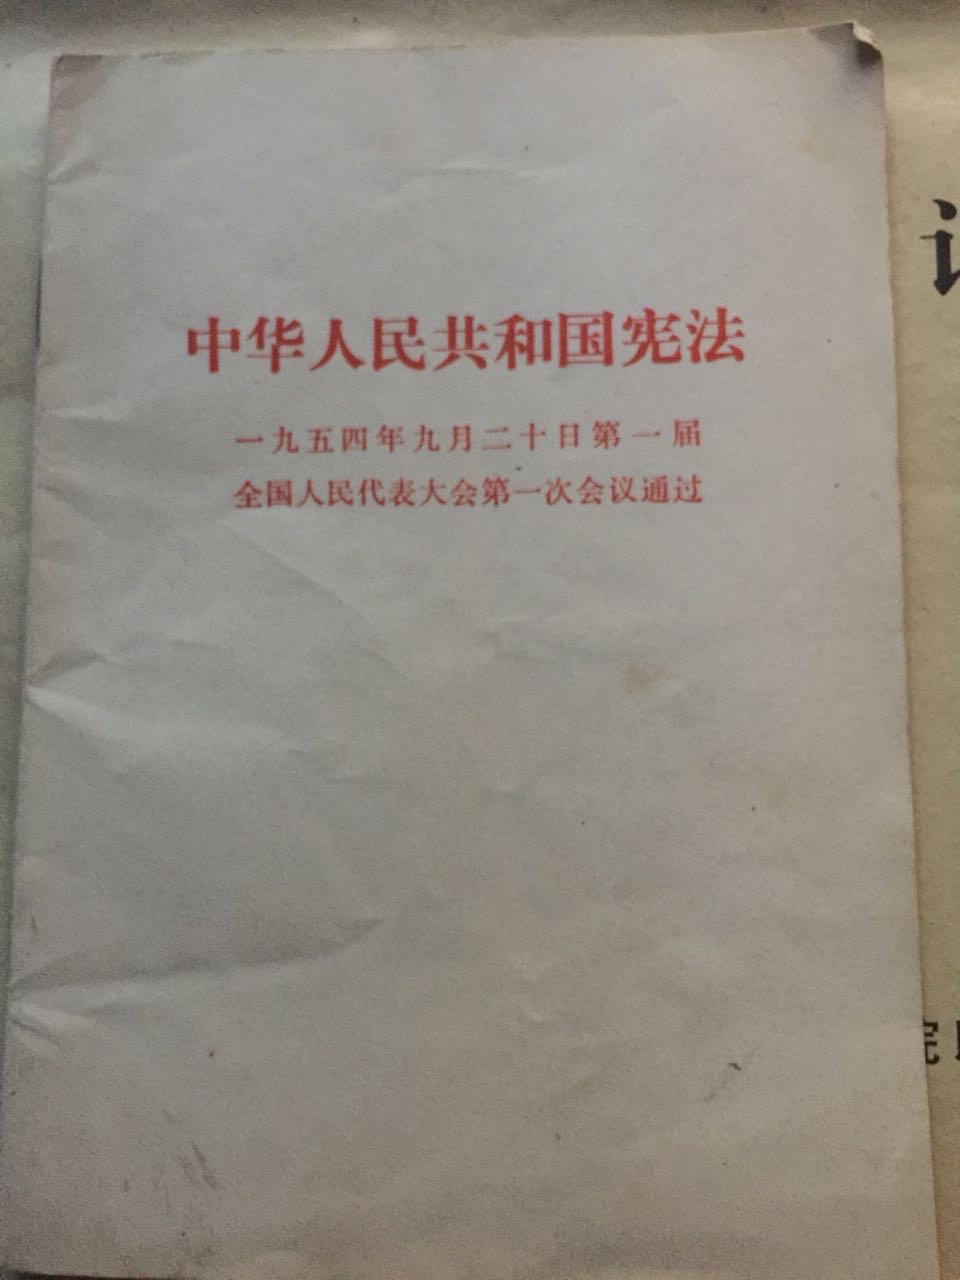 中华人民共和国宪法
一九五四年九月二十日第一届
全国人民代表大会第一次会议通过